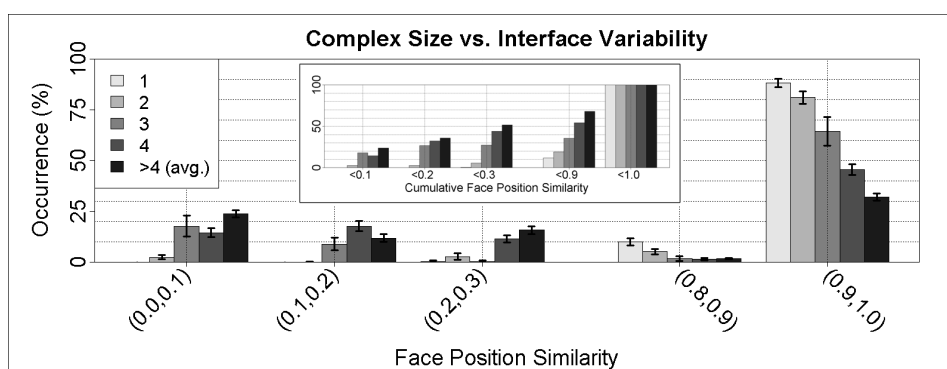 Complex Size vs. Interface Variability
Occurrence (%)
100
75
50
25
0
1
2
3
4
>4 (avg.)
100
50
0
<0.1 <0.2 <0.3 <0.9 <1.0
Cumulative Face Position Similarity
(0.0,0.1) (0.1,0.2) (0.2,0.3) (0.8,0.9) (0.9,1.0)
Face Position Similarity